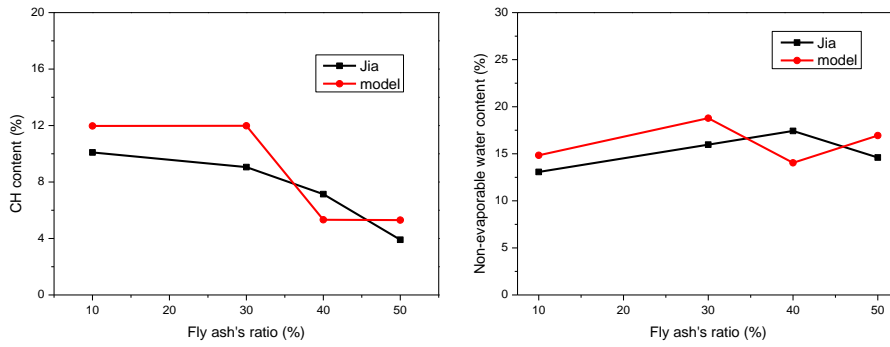 20
16
12
8
4
0
CH content (%)
Jia
model
10
20
30
40
50
Fly ash's ratio (%)
30
25
20
15
10
5
0
Non-evaporable water content (%)
Jia
model
10
20
30
40
50
Fly ash's ratio (%)